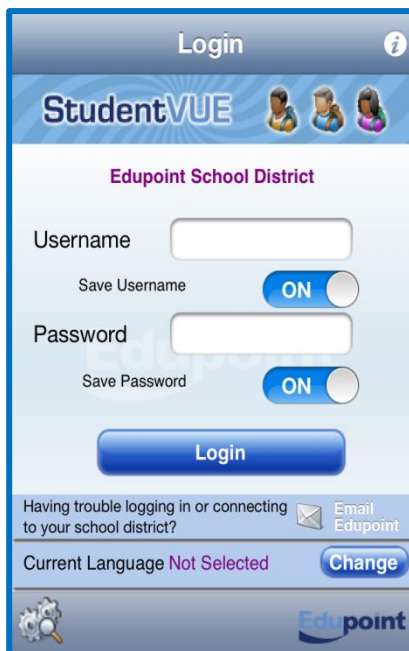 Login
i
StudentVUE
Edupoint School District
Username
Save Username
ON
Password
Edupoint
Save Password
ON
Login
Having trouble logging in or connecting
to your school district?
Email
Edupoint
Current Language Not Selected
Change
Edupoint